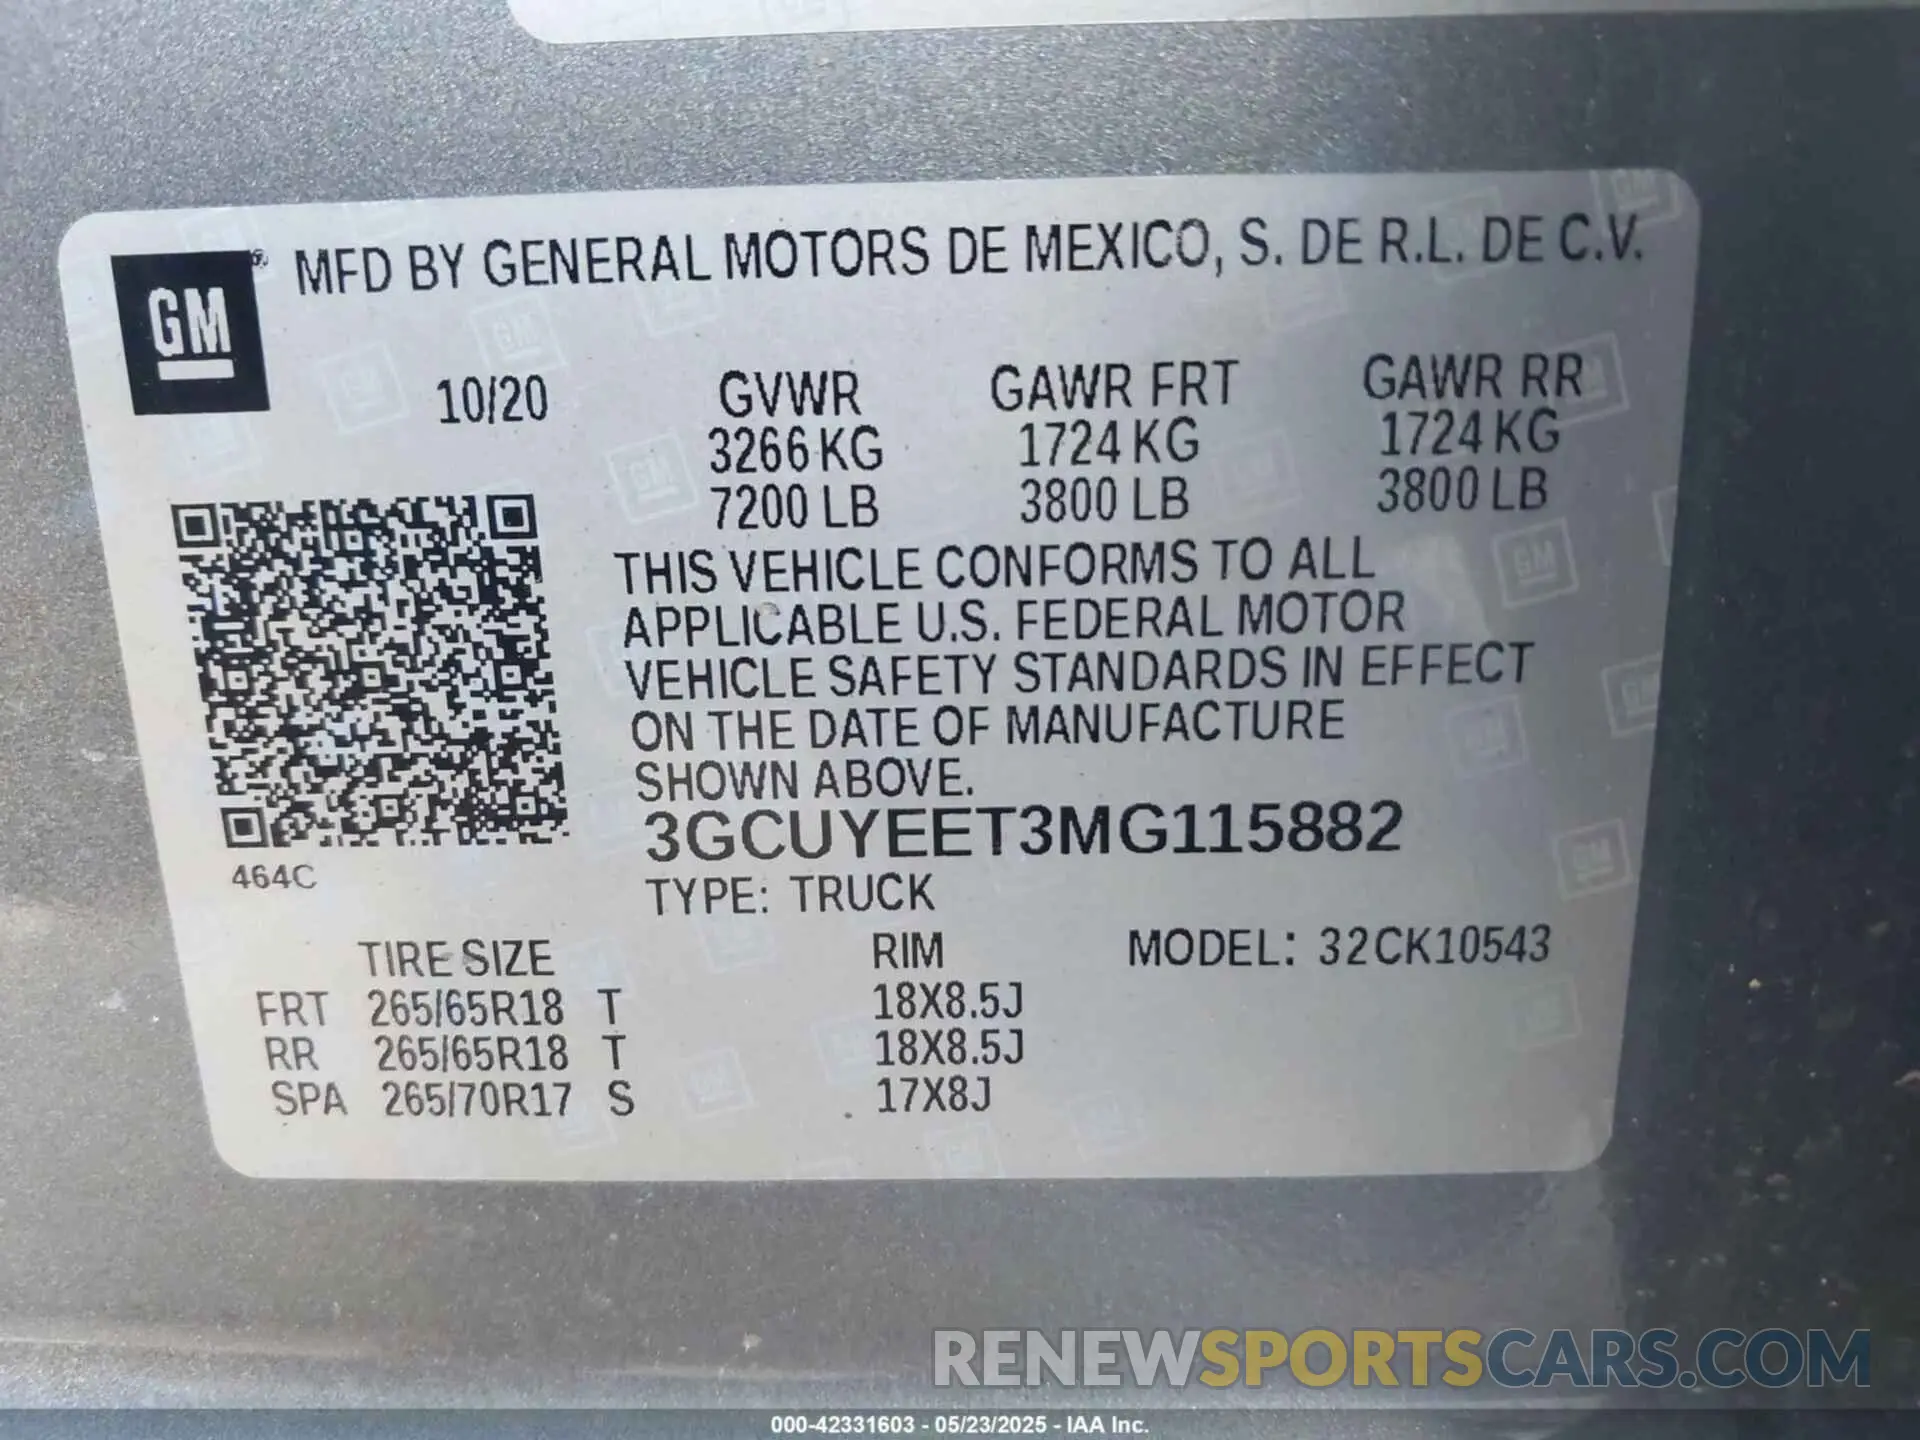 GM® MFD BY GENERAL MOTORS DE MEXICO, S. DE R.L. DE C.V.
10/20 GVWR GAWR FRT GAWR RR
3266 KG 1724 KG 1724 KG
7200 LB 3800 LB 3800 LB
THIS VEHICLE CONFORMS TO ALL
APPLICABLE U.S. FEDERAL MOTOR
VEHICLE SAFETY STANDARDS IN EFFECT
ON THE DATE OF MANUFACTURE
SHOWN ABOVE.
3GCUYEET3MG115882
464C
TYPE: TRUCK
TIRE SIZE RIM MODEL: 32CK10543
FRT 265/65R18 T 18X8.5J
RR 265/65R18 T 18X8.5J
SPA 265/70R17 S 17X8J
RENEWSPORTSCARS.COM
000-42331603 - 05/23/2025 - IAA Inc.